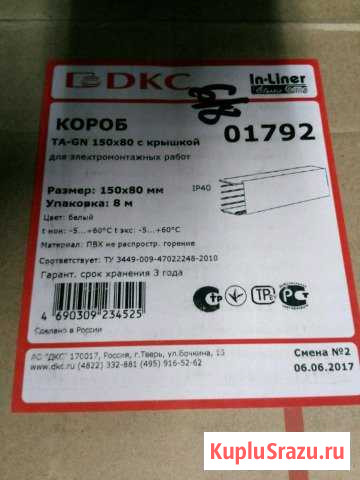 DKC
In-Liner
КОРОБ
01792
TA-GN 150x80 с крышкой
для электромонтажных работ
Размер: 150x80 мм
IP40
Упаковка: 8 м
Цвет: белый
t мон: -5...+60°C t экс: -5...+60°C
Материал: ПВХ не распростр. горение
Соответствует: ТУ 3449-009-47022248-2010
Гарант. срок хранения 3 года
4 690309 234525
Сделано в России
АО "ДКС" 170017, Россия, г.Тверь, ул.Бочкина, 15
www.dkc.ru (4822) 332-881 (495) 916-52-62
Смена №2
06.06.2017
KupluSrazu.ru